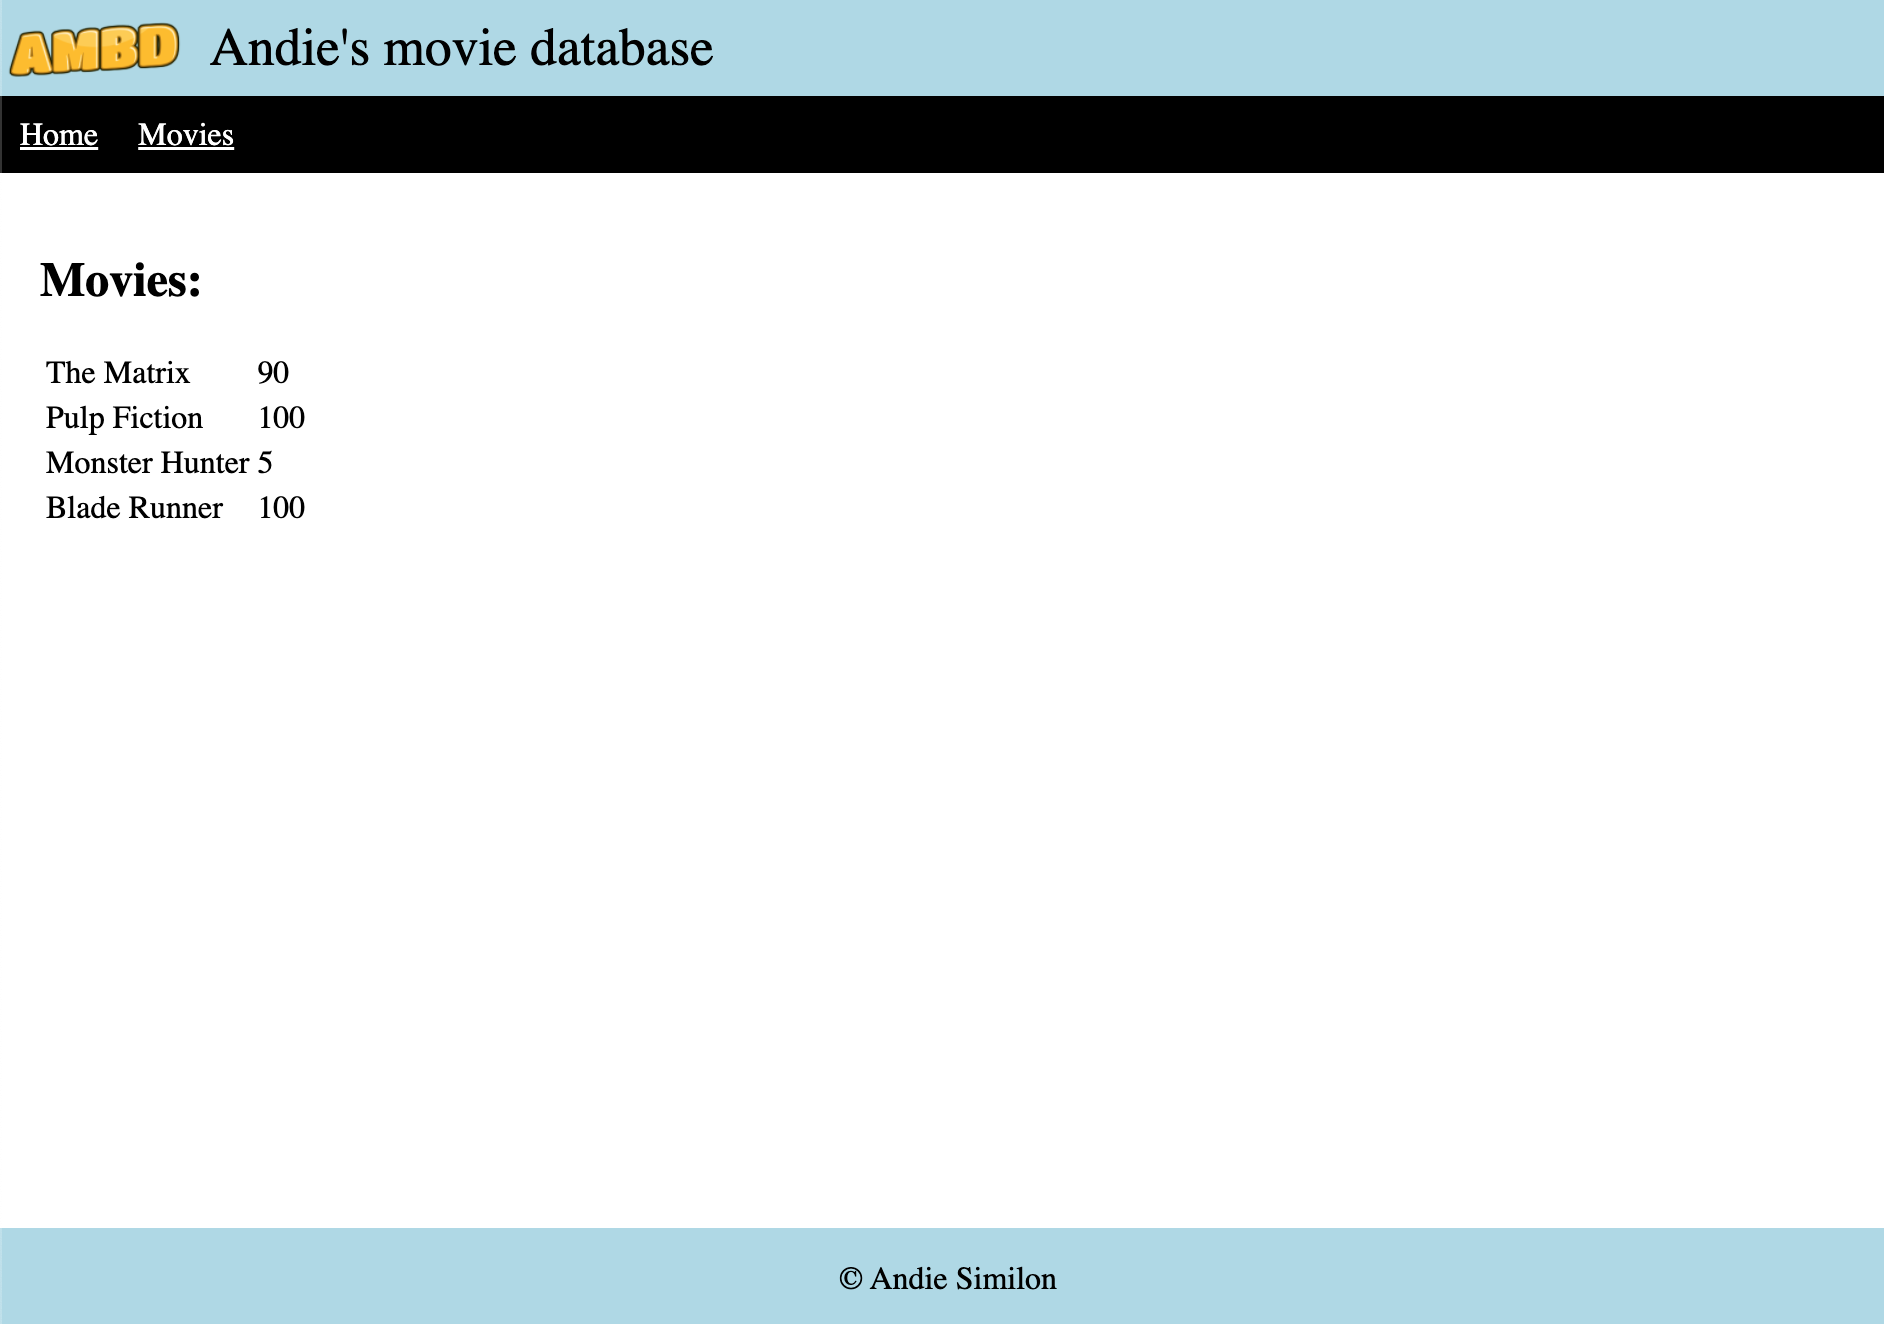 AMBD Andie's movie database
Home Movies
Movies:
The Matrix 90
Pulp Fiction 100
Monster Hunter 5
Blade Runner 100
© Andie Similon